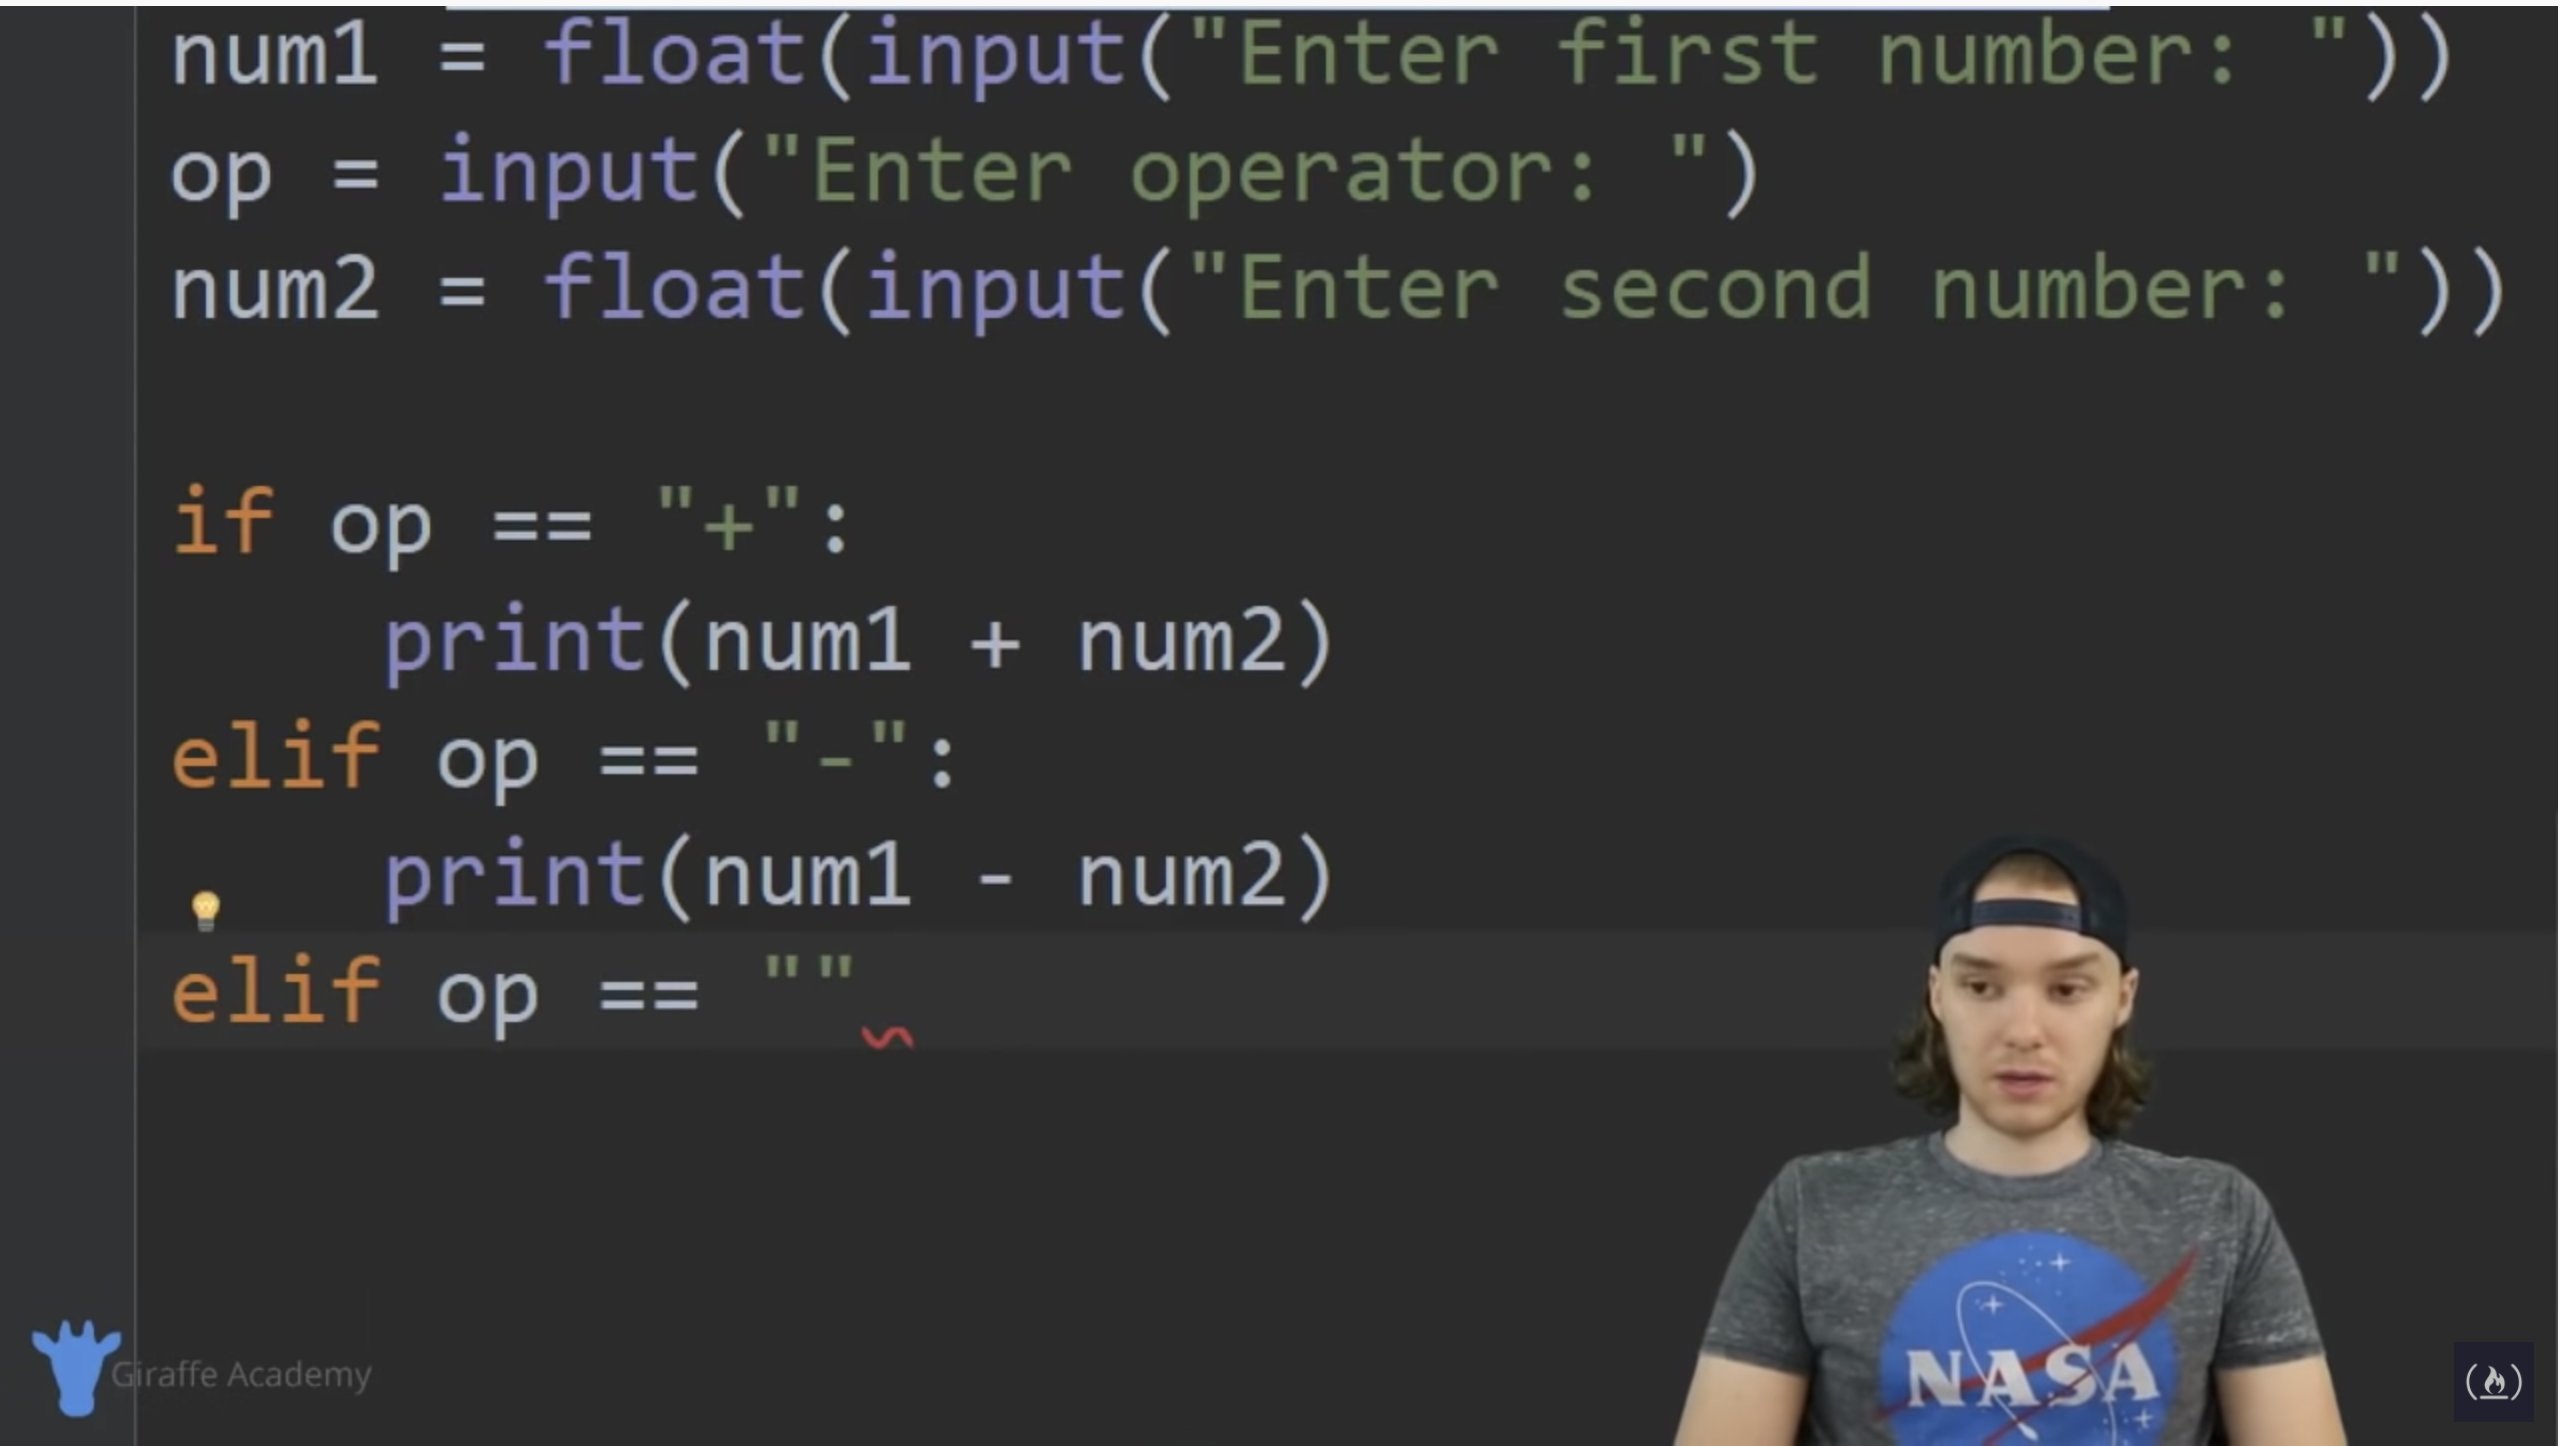 num1 = float(input("Enter first number: "))
op = input("Enter operator: ")
num2 = float(input("Enter second number: "))
if op == "+":
    print(num1 + num2)
elif op == "-":
    print(num1 - num2)
elif op == ""
Giraffe Academy
NASA